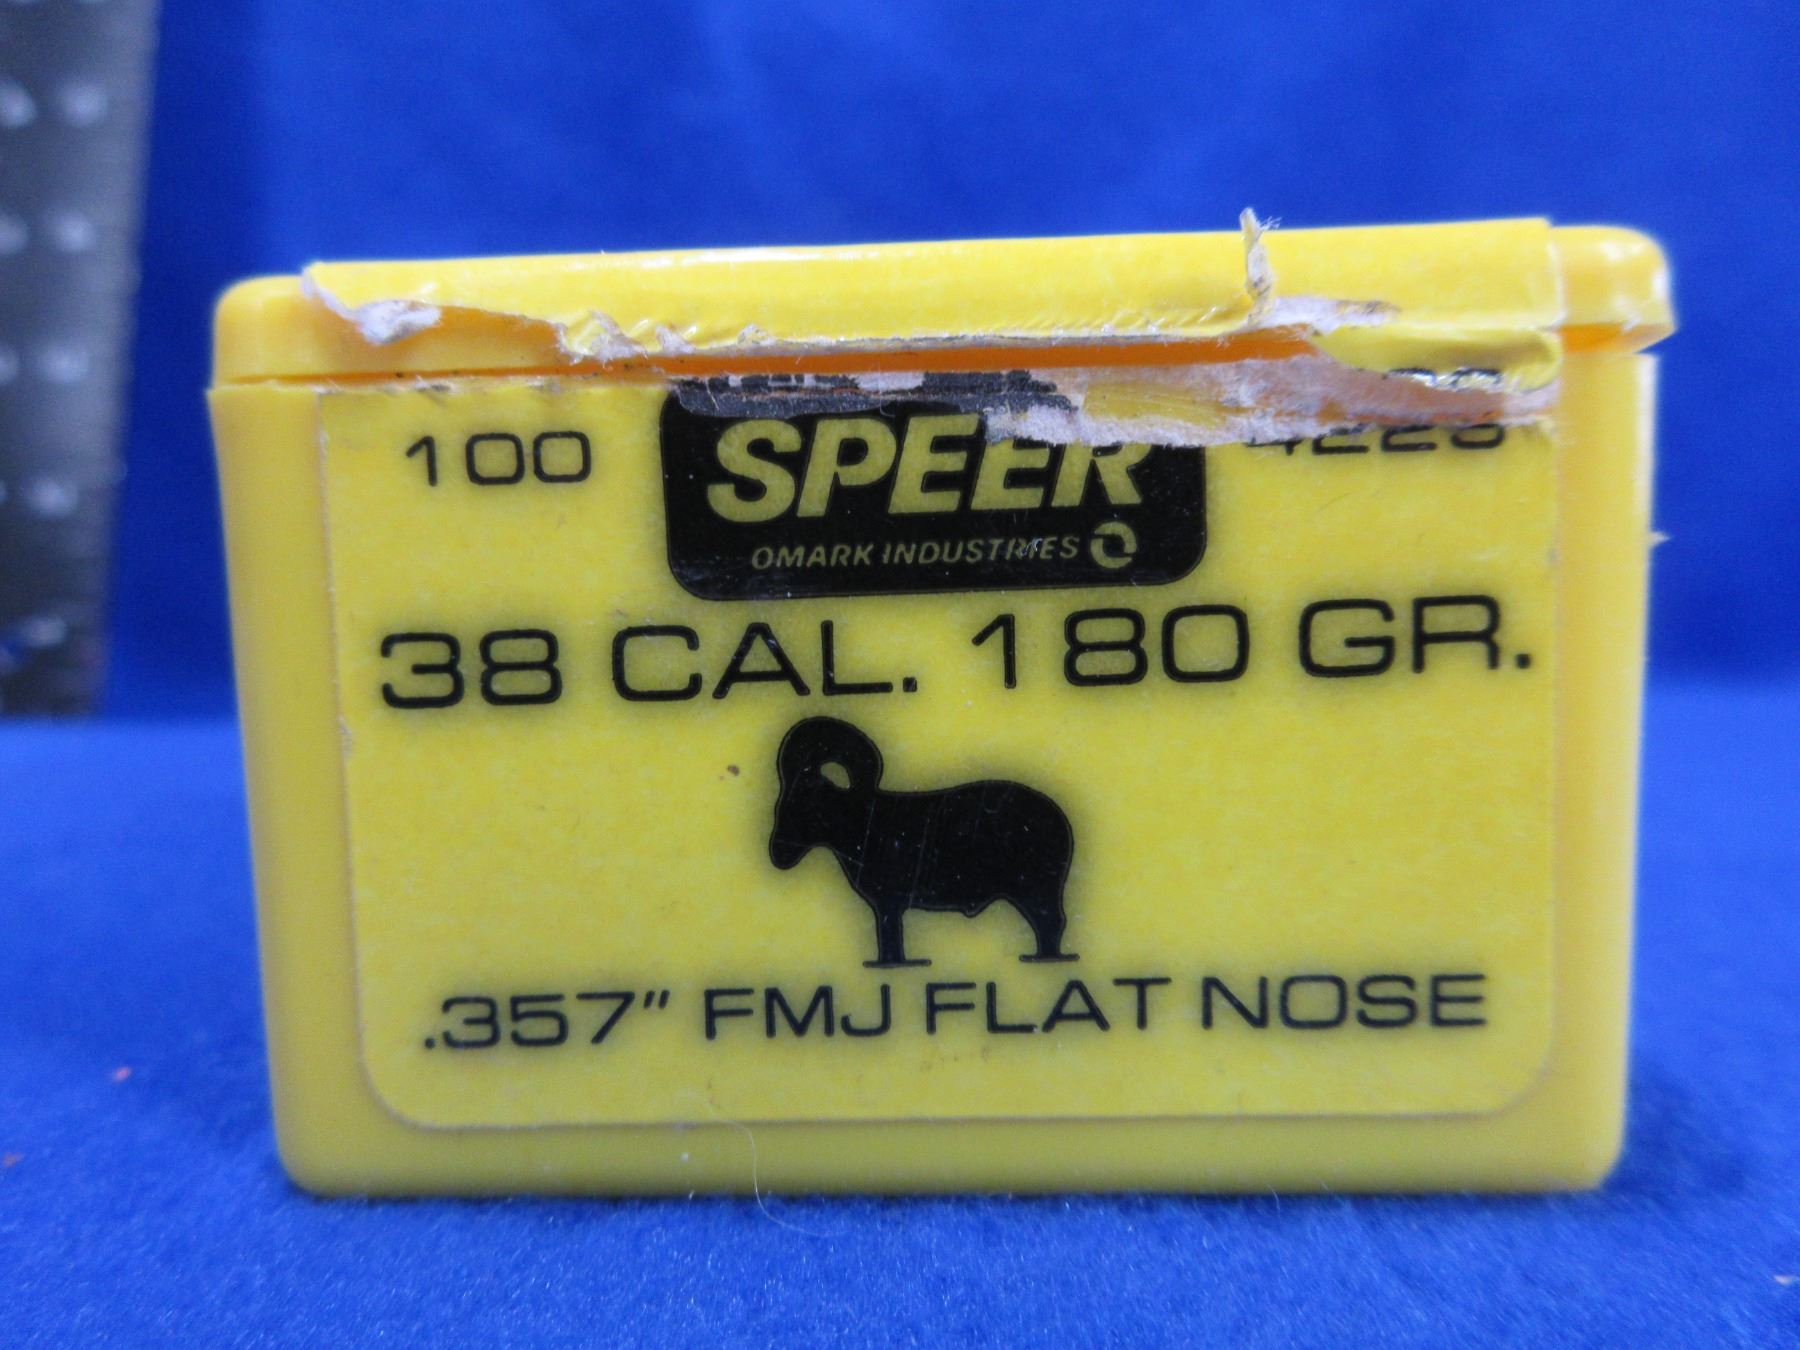 100
SPEER
OMARK INDUSTRIES
38 CAL. 180 GR.
.357" FMJ FLAT NOSE